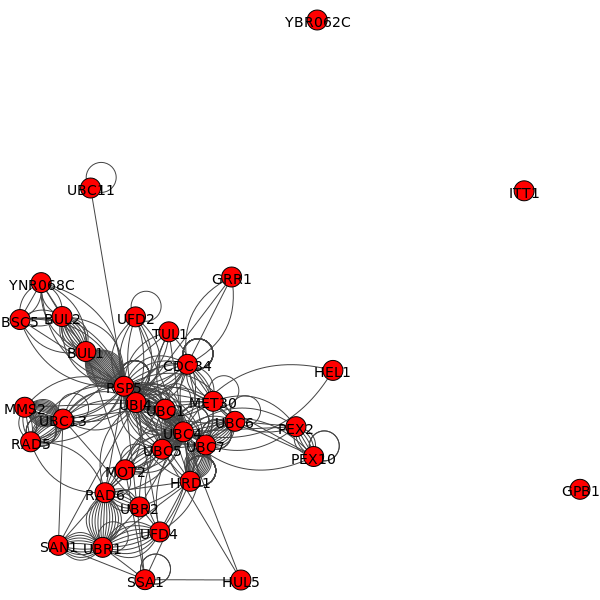 YBR062C
UBC11
ITT1
GRR1
YNR068C
BSC5
BUL2
UFD2
TUL1
BUL1
CDC34
HEL1
RSP5
MMS2
UBI4
UBC1
MET30
UBC13
UBC6
PEX2
RAD5
UBC4
UBC5
UBC7
PEX10
MOT2
HRD1
GPB1
RAD6
UBR2
UFD4
SAN1
UBR1
SSA1
HUL5